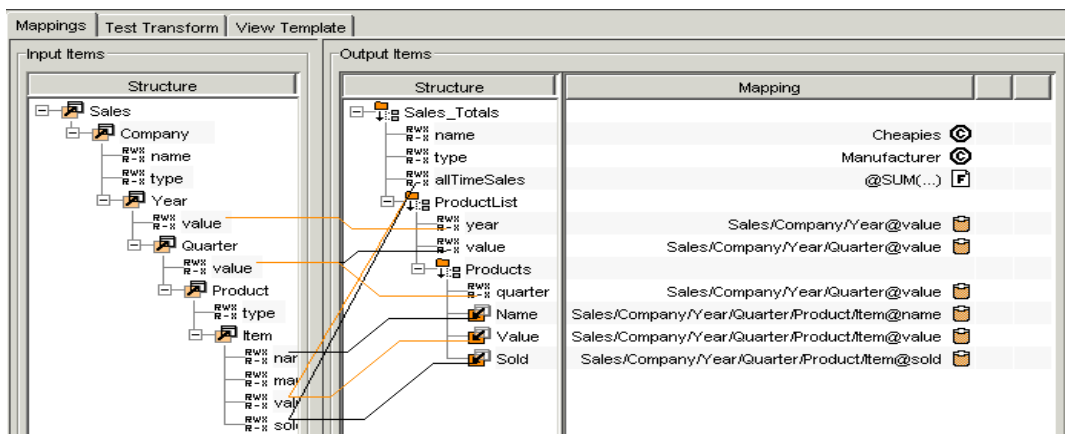 Mappings Test Transform View Template
Input Items
Output Items
Structure
Structure Mapping
Sales
Company
name
type
Year
value
Quarter
value
Product
type
Item
nar
val
sol
Sales_Totals
name Cheapies
type Manufacturer
allTimeSales @SUM(...)
ProductList
year Sales/Company/Year@value
value Sales/Company/Year/Quarter@value
Products
quarter Sales/Company/Year/Quarter@value
Name Sales/Company/Year/Quarter/Product/Item@name
Value Sales/Company/Year/Quarter/Product/Item@value
Sold Sales/Company/Year/Quarter/Product/Item@sold